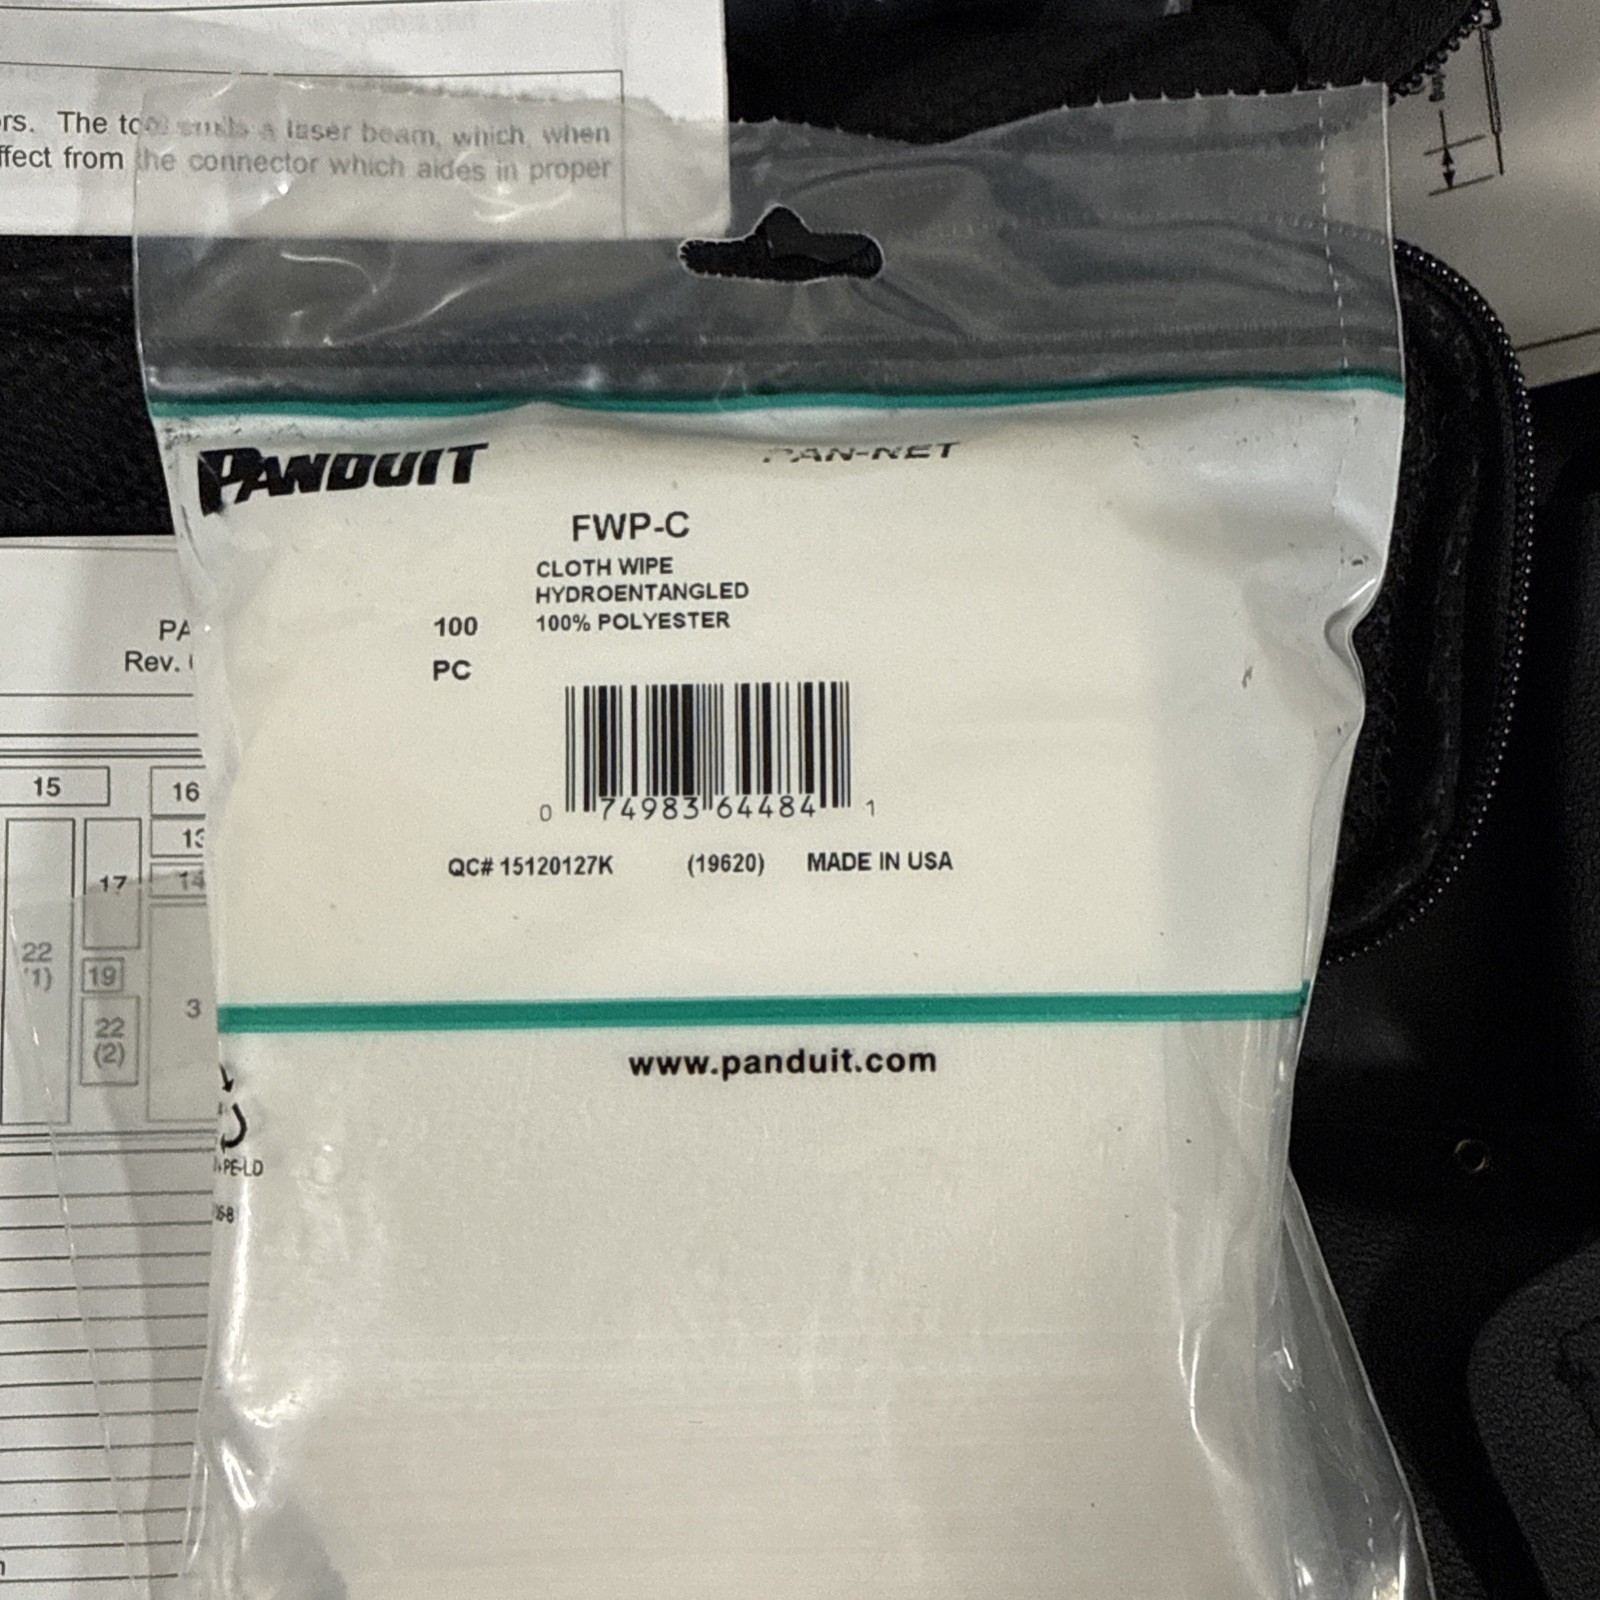 rs. The tool emits a laser beam, which, when
ffect from the connector which aides in proper
PANDUIT
PAN-NET
FWP-C
CLOTH WIPE
HYDROENTANGLED
100 100% POLYESTER
PC
0 74983 64484 1
QC# 15120127K (19620) MADE IN USA
www.panduit.com
PE-LD
PA
Rev.
15
16
13
17
14
22
19
3
22
(2)